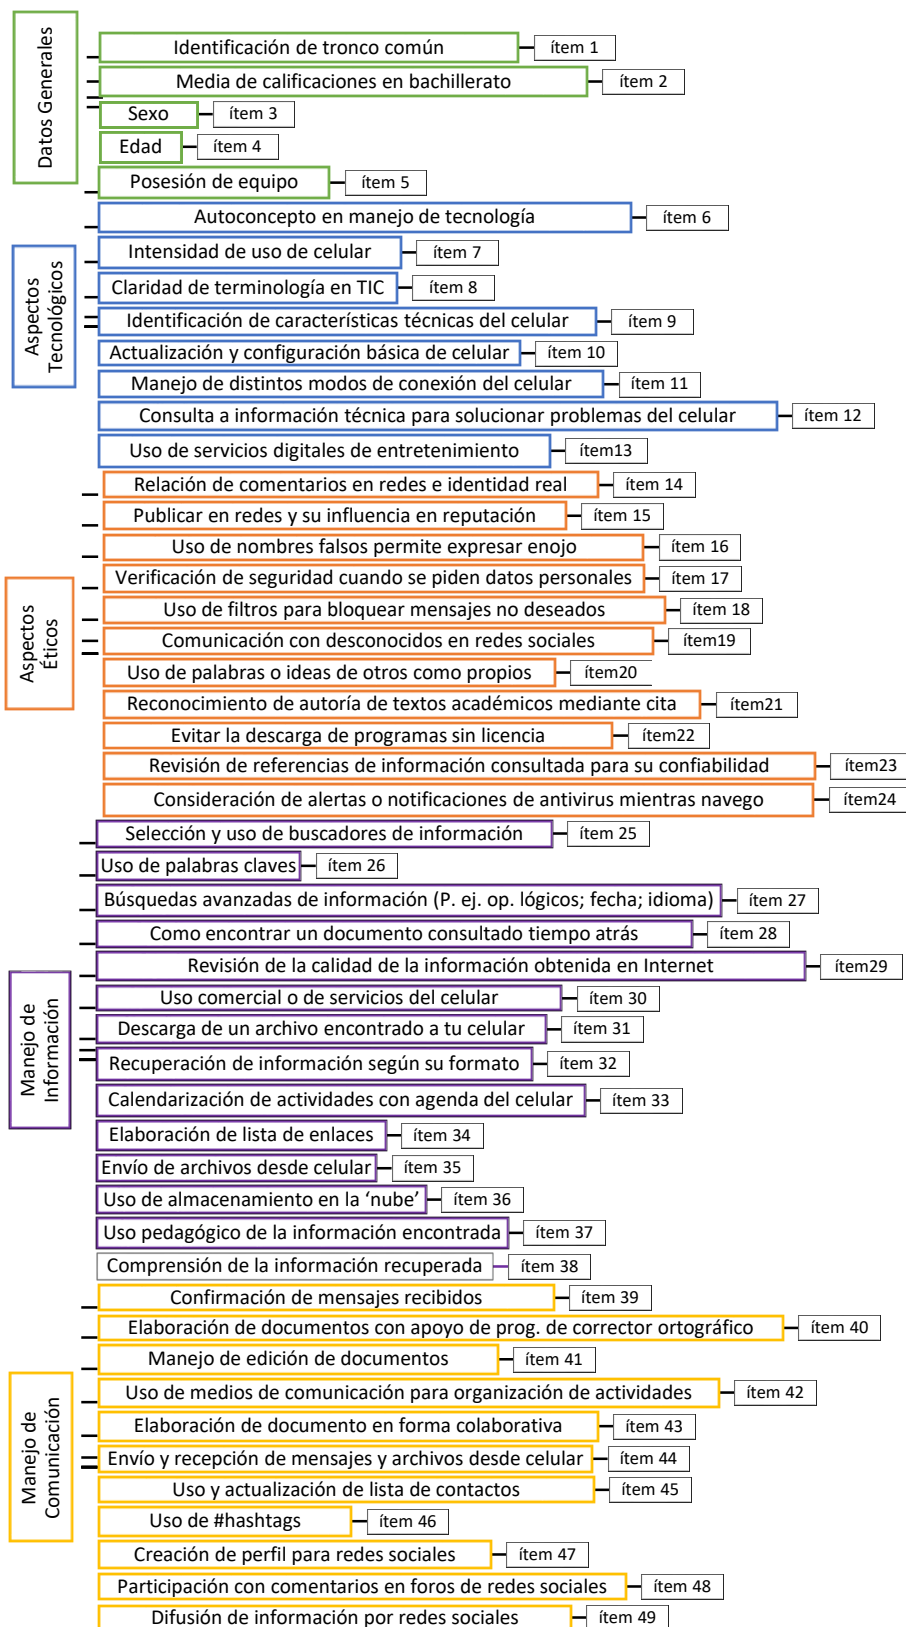 Datos Generales
Identificación de tronco común
ítem 1
Media de calificaciones en bachillerato
ítem 2
Sexo
ítem 3
Edad
ítem 4
Posesión de equipo
ítem 5
Aspectos
Tecnológicos
Autoconcepto en manejo de tecnología
ítem 6
Intensidad de uso de celular
ítem 7
Claridad de terminología en TIC
ítem 8
Identificación de características técnicas del celular
ítem 9
Actualización y configuración básica de celular
ítem 10
Manejo de distintos modos de conexión del celular
ítem 11
Consulta a información técnica para solucionar problemas del celular
ítem 12
Uso de servicios digitales de entretenimiento
ítem13
Aspectos
Éticos
Relación de comentarios en redes e identidad real
ítem 14
Publicar en redes y su influencia en reputación
ítem 15
Uso de nombres falsos permite expresar enojo
ítem 16
Verificación de seguridad cuando se piden datos personales
ítem 17
Uso de filtros para bloquear mensajes no deseados
ítem 18
Comunicación con desconocidos en redes sociales
ítem19
Uso de palabras o ideas de otros como propios
ítem20
Reconocimiento de autoría de textos académicos mediante cita
ítem21
Evitar la descarga de programas sin licencia
ítem22
Revisión de referencias de información consultada para su confiabilidad
ítem23
Consideración de alertas o notificaciones de antivirus mientras navego
ítem24
Manejo de
Información
Selección y uso de buscadores de información
ítem 25
Uso de palabras claves
ítem 26
Búsquedas avanzadas de información (P. ej. op. lógicos; fecha; idioma)
ítem 27
Como encontrar un documento consultado tiempo atrás
ítem 28
Revisión de la calidad de la información obtenida en Internet
ítem29
Uso comercial o de servicios del celular
ítem 30
Descarga de un archivo encontrado a tu celular
ítem 31
Recuperación de información según su formato
ítem 32
Calendarización de actividades con agenda del celular
ítem 33
Elaboración de lista de enlaces
ítem 34
Envío de archivos desde celular
ítem 35
Uso de almacenamiento en la ‘nube’
ítem 36
Uso pedagógico de la información encontrada
ítem 37
Comprensión de la información recuperada
ítem 38
Manejo de
Comunicación
Confirmación de mensajes recibidos
ítem 39
Elaboración de documentos con apoyo de prog. de corrector ortográfico
ítem 40
Manejo de edición de documentos
ítem 41
Uso de medios de comunicación para organización de actividades
ítem 42
Elaboración de documento en forma colaborativa
ítem 43
Envío y recepción de mensajes y archivos desde celular
ítem 44
Uso y actualización de lista de contactos
ítem 45
Uso de #hashtags
ítem 46
Creación de perfil para redes sociales
ítem 47
Participación con comentarios en foros de redes sociales
ítem 48
Difusión de información por redes sociales
ítem 49